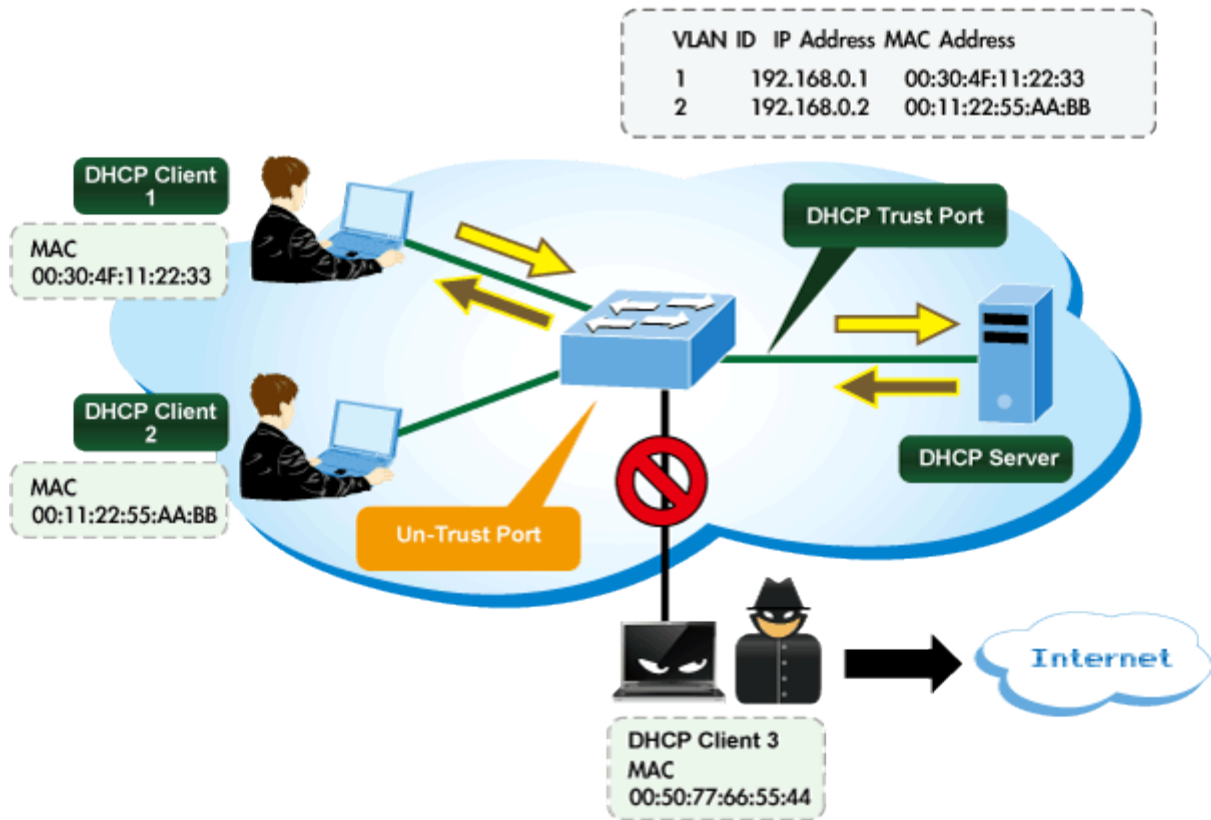 VLAN ID IP Address MAC Address
1 192.168.0.1 00:30:4F:11:22:33
2 192.168.0.2 00:11:22:55:AA:BB
DHCP Client
1
MAC
00:30:4F:11:22:33
DHCP Trust Port
DHCP Client
2
MAC
00:11:22:55:AA:BB
DHCP Server
Un-Trust Port
Internet
DHCP Client 3
MAC
00:50:77:66:55:44